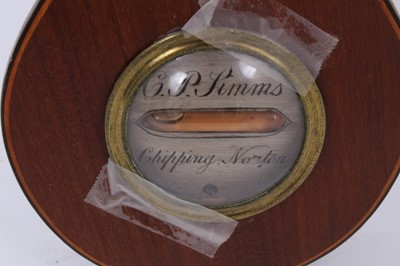 C. P. Simms
Chipping Norton